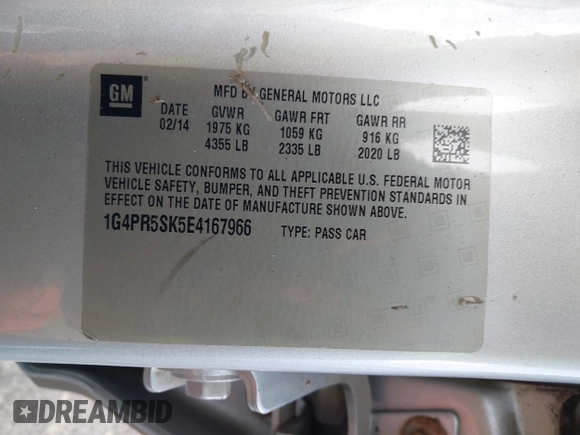 GM
MFD BY GENERAL MOTORS LLC
DATE GVWR GAWR FRT GAWR RR
02/14 1975 KG 1059 KG 916 KG
4355 LB 2335 LB 2020 LB
THIS VEHICLE CONFORMS TO ALL APPLICABLE U.S. FEDERAL MOTOR
VEHICLE SAFETY, BUMPER, AND THEFT PREVENTION STANDARDS IN
EFFECT ON THE DATE OF MANUFACTURE SHOWN ABOVE.
1G4PR5SK5E4167966 TYPE: PASS CAR
DREAMBID